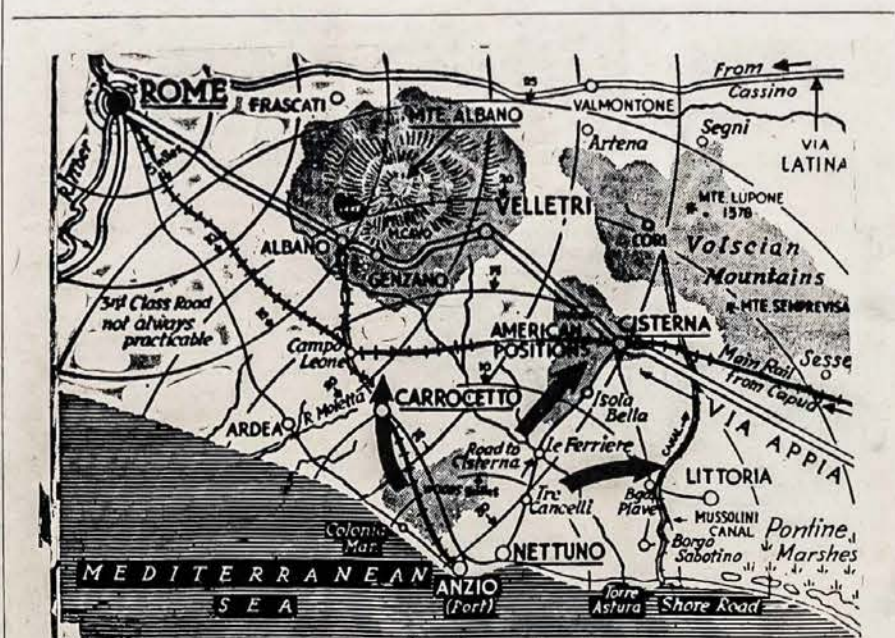 ROME
FRASCATI
MTE. ALBANO
VALMONTONE
From
Cassino
VIA
LATINA
Artena
Segni
MTE. LUPONE
1378
VELLETRI
CORI
Volscian
Mountains
ALBANO
GENZANO
MTE. SEMPREVISA
3rd Class Road
not always
practicable
AMERICAN
POSITIONS
CISTERNA
Campo
Leone
Main Rail
from Capua
Sesse
CARROCETTO
Isola
Bella
R. Moletta
ARDEA
VIA APPIA
Road to
Cisterna
Le Ferriere
CANAL
LITTORIA
Tre
Cancelli
Piave
MUSSOLINI
CANAL
Pontine
Marshes
Colonia
Mar.
NETTUNO
Borgo
Sabotino
MEDITERRANEAN
SEA
ANZIO
(Port)
Torre
Astura
Shore Road